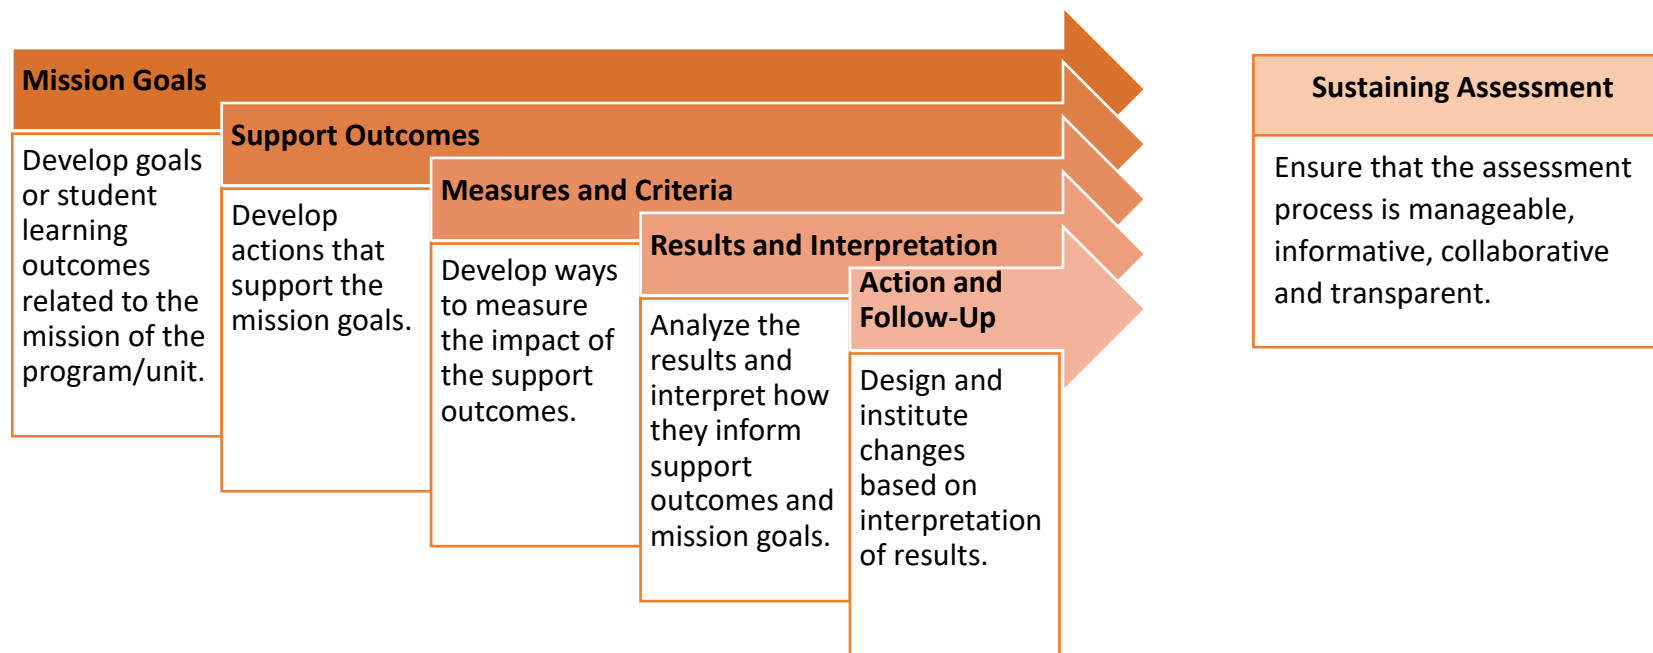 Mission Goals
Develop goals
or student
learning
outcomes
related to the
mission of the
program/unit.
Support Outcomes
Develop
actions that
support the
mission goals.
Measures and Criteria
Develop ways
to measure
the impact of
the support
outcomes.
Results and Interpretation
Analyze the
results and
interpret how
they inform
support
outcomes and
mission goals.
Action and
Follow-Up
Design and
institute
changes
based on
interpretation
of results.
Sustaining Assessment
Ensure that the assessment
process is manageable,
informative, collaborative
and transparent.